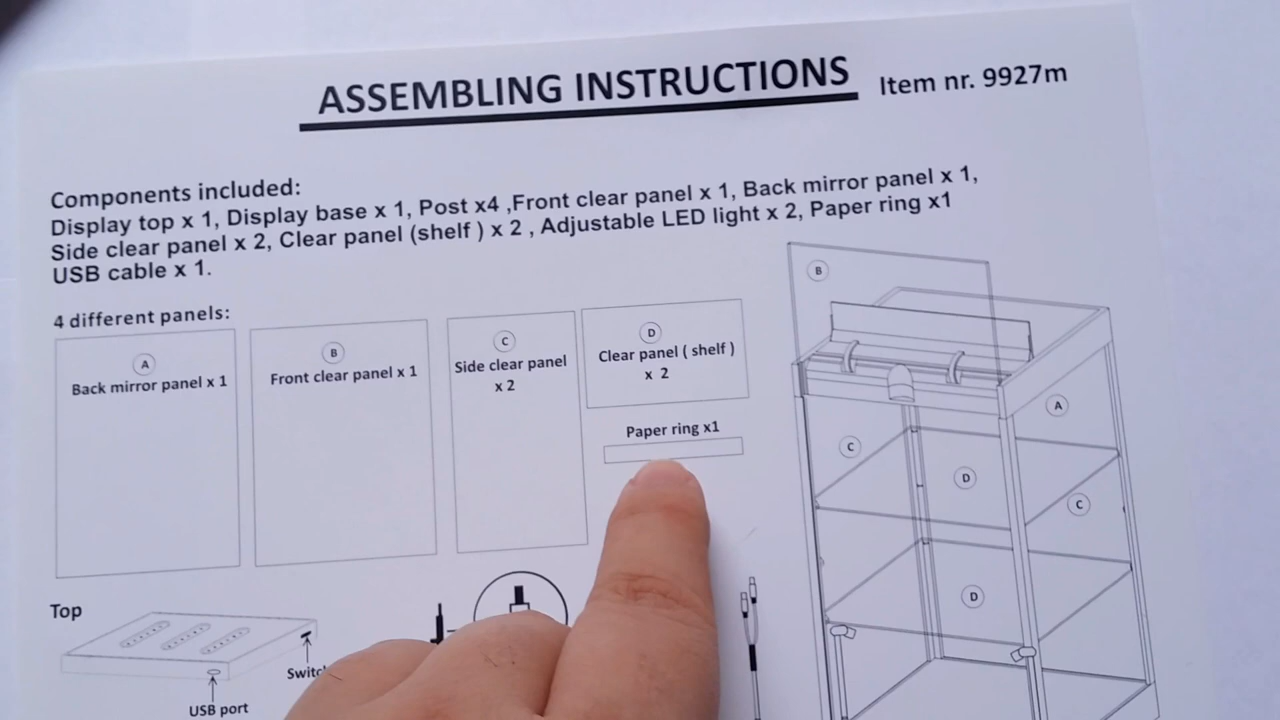 ASSEMBLING INSTRUCTIONS Item nr. 9927m
Components included:
Display top x 1, Display base x 1, Post x4 ,Front clear panel x 1, Back mirror panel x 1,
Side clear panel x 2, Clear panel (shelf ) x 2 , Adjustable LED light x 2, Paper ring x1
USB cable x 1.
4 different panels:
A
Back mirror panel x 1
B
Front clear panel x 1
C
Side clear panel
x 2
D
Clear panel ( shelf )
x 2
Paper ring x1
B
A
C
D
C
D
Top
USB port